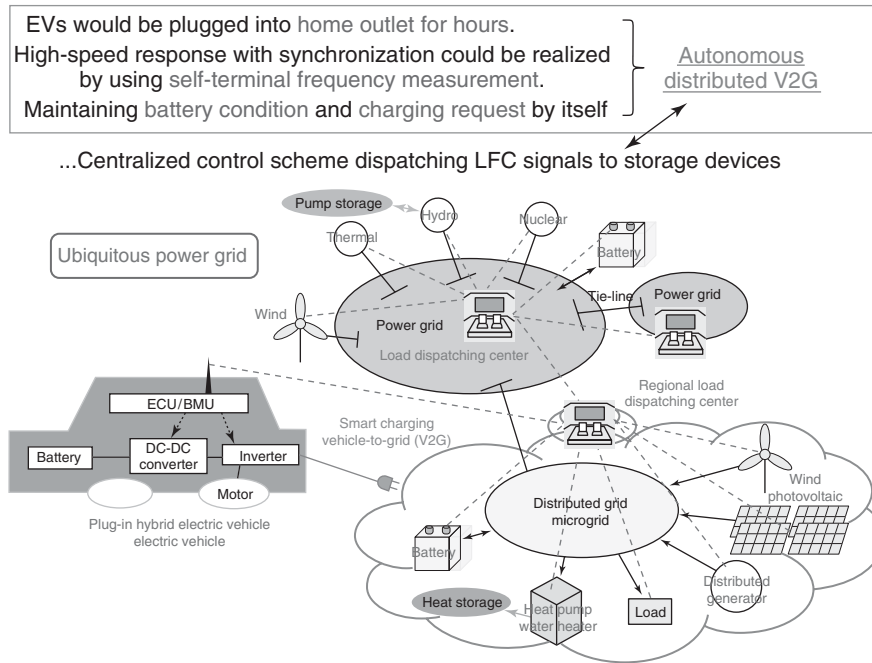 EVs would be plugged into home outlet for hours.
High-speed response with synchronization could be realized
by using self-terminal frequency measurement.
Maintaining battery condition and charging request by itself
Autonomous
distributed V2G
...Centralized control scheme dispatching LFC signals to storage devices
Pump storage
Hydro
Nuclear
Thermal
Battery
Ubiquitous power grid
Wind
Power grid
Load dispatching center
Tie-line
Power grid
Regional load
dispatching center
ECU/BMU
Battery
DC-DC
converter
Inverter
Motor
Smart charging
vehicle-to-grid (V2G)
Plug-in hybrid electric vehicle
electric vehicle
Wind
photovoltaic
Distributed grid
microgrid
Battery
Heat storage
Heat pump
water heater
Load
Distributed
generator